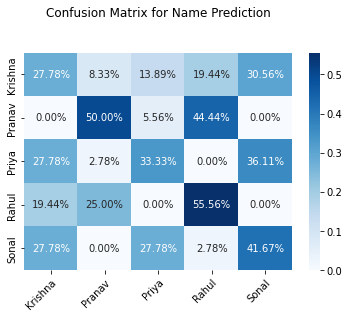 Confusion Matrix for Name Prediction
Krishna 27.78% 8.33% 13.89% 19.44% 30.56%
Pranav 0.00% 50.00% 5.56% 44.44% 0.00%
Priya 27.78% 2.78% 33.33% 0.00% 36.11%
Rahul 19.44% 25.00% 0.00% 55.56% 0.00%
Sonal 27.78% 0.00% 27.78% 2.78% 41.67%
Krishna Pranav Priya Rahul Sonal
0.5
0.4
0.3
0.2
0.1
0.0